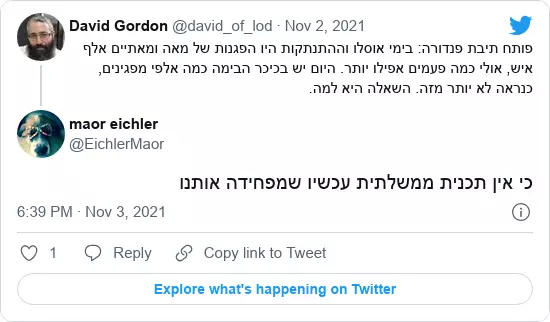 David Gordon @david_of_lod · Nov 2, 2021
פותח תיבת פנדורה: בימי אוסלו וההתנתקות היו הפגנות של מאה ומאתיים אלף
איש, אולי כמה פעמים אפילו יותר. היום יש בכיכר הבימה כמה אלפי מפגינים,
כנראה לא יותר מזה. השאלה היא למה.
maor eichler
@EichlerMaor
כי אין תכנית ממשלתית עכשיו שמפחידה אותנו
6:39 PM · Nov 3, 2021
1 Reply Copy link to Tweet
Explore what's happening on Twitter